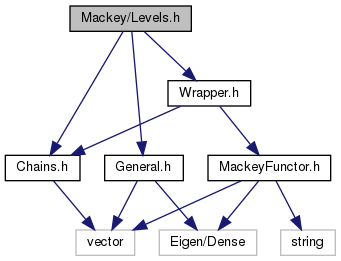 Mackey/Levels.h
Wrapper.h
Chains.h
General.h
MackeyFunctor.h
vector
Eigen/Dense
string